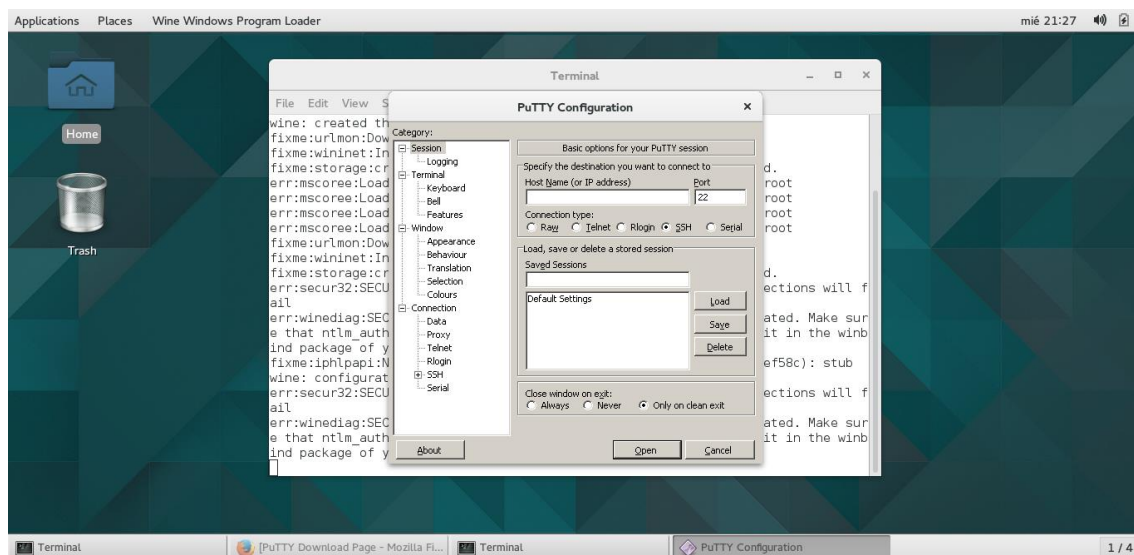 Applications Places Wine Windows Program Loader mié 21:27
Home
Trash
Terminal
File Edit View S
wine: created th
fixme:urlmon:Dow
fixme:wininet:In
fixme:storage:cr d.
err:mscoree:Load root
err:mscoree:Load root
err:mscoree:Load root
err:mscoree:Load root
fixme:urlmon:Dow
fixme:wininet:In
fixme:storage:cr d.
err:secur32:SECU ections will f
ail
err:winediag:SEC ated. Make sur
e that ntlm_auth it in the winb
ind package of y
fixme:iphlpapi:N ef58c): stub
wine: configurat
err:secur32:SECU ections will f
ail
err:winediag:SEC ated. Make sur
e that ntlm_auth it in the winb
ind package of y
PuTTY Configuration
Category:
Session
Logging
Terminal
Keyboard
Bell
Features
Window
Appearance
Behaviour
Translation
Selection
Colours
Connection
Data
Proxy
Telnet
Rlogin
SSH
Serial
Basic options for your PuTTY session
Specify the destination you want to connect to
Host Name (or IP address) Port
22
Connection type:
Raw Telnet Rlogin SSH Serial
Load, save or delete a stored session
Saved Sessions
Default Settings
Load
Save
Delete
Close window on exit:
Always Never Only on clean exit
About Open Cancel
Terminal [PuTTY Download Page - Mozilla Fi... Terminal PuTTY Configuration 1 / 4